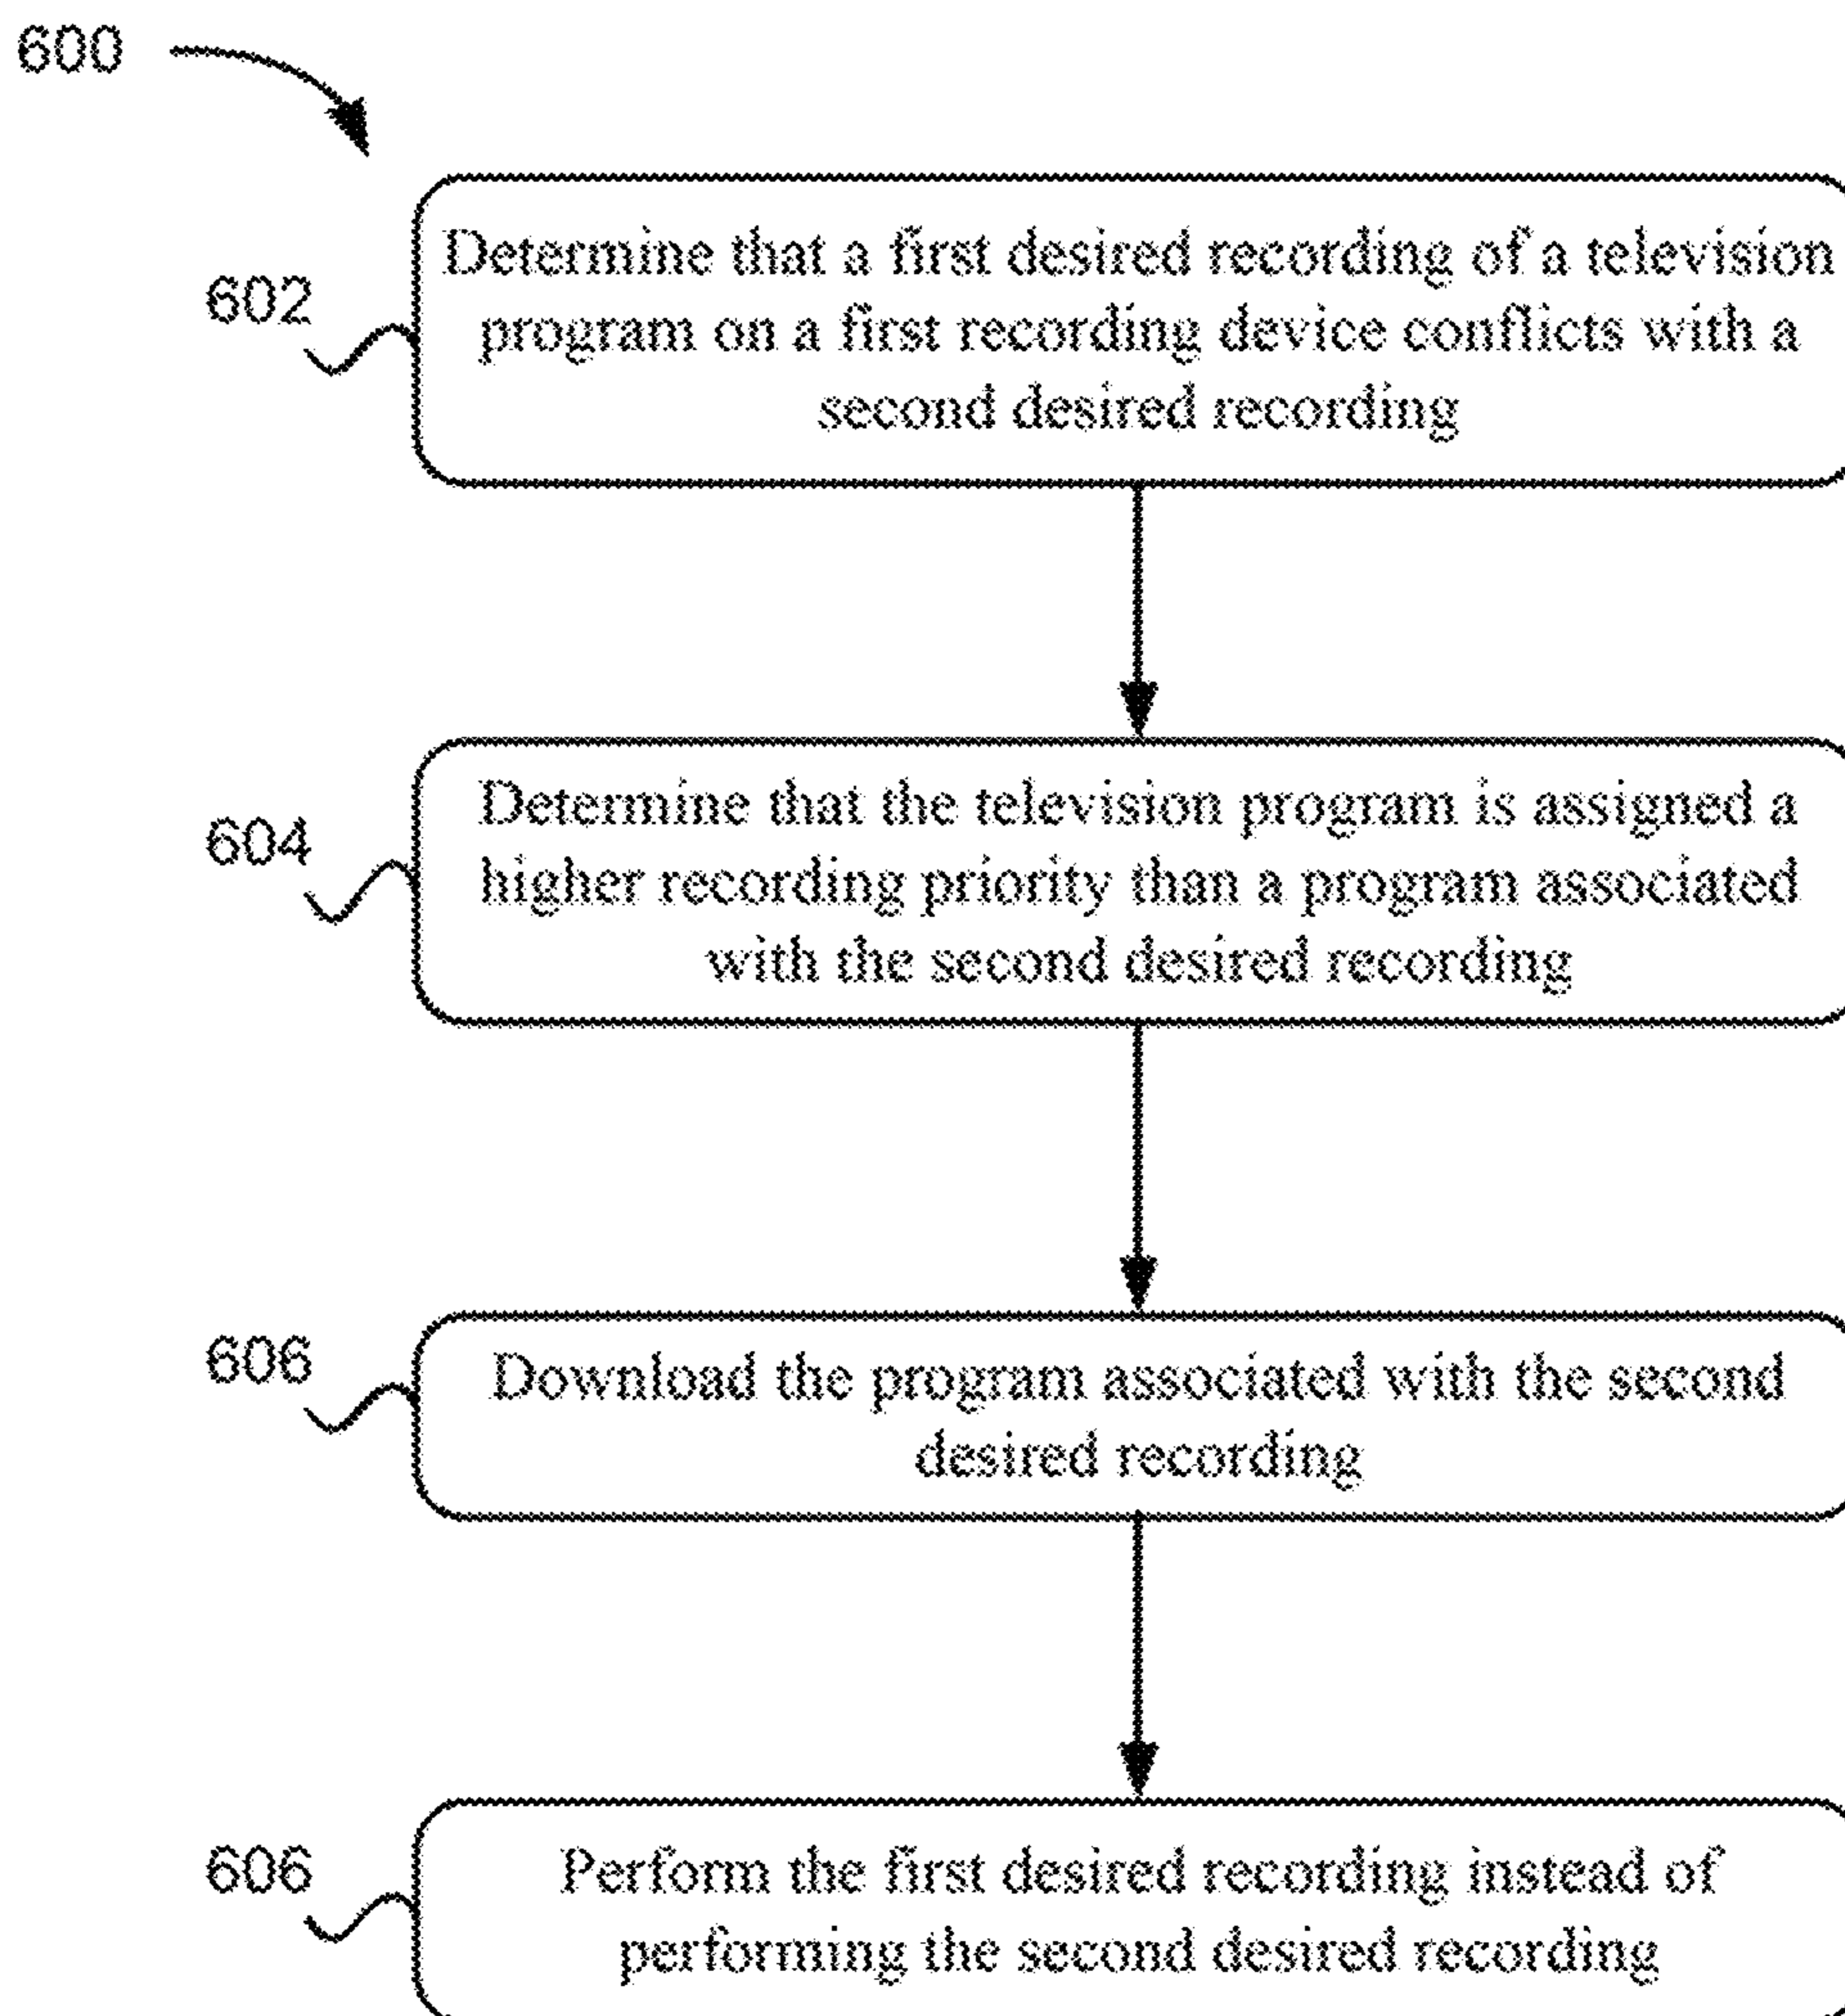 600
602
Determine that a first desired recording of a television
program on a first recording device conflicts with a
second desired recording
604
Determine that the television program is assigned a
higher recording priority than a program associated
with the second desired recording
606
Download the program associated with the second
desired recording
606
Perform the first desired recording instead of
performing the second desired recording